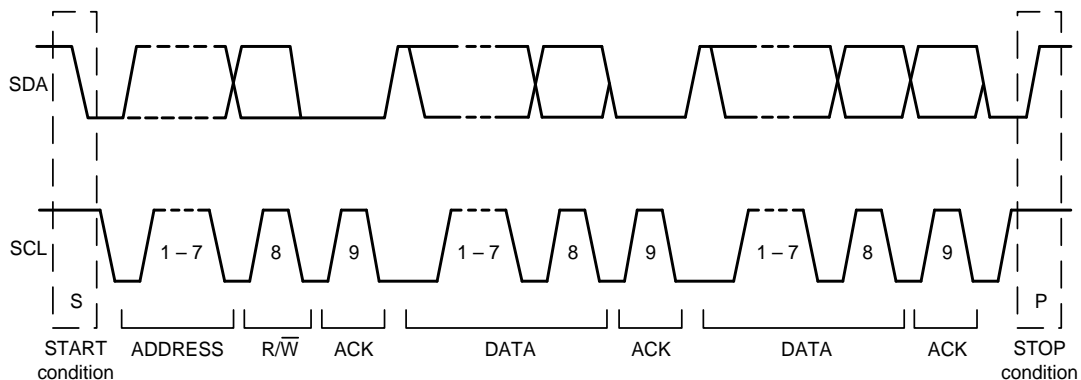 SDA
SCL
1 – 7 8 9 1 – 7 8 9 1 – 7 8 9
S P
START ADDRESS R/W̅ ACK DATA ACK DATA ACK STOP
condition condition